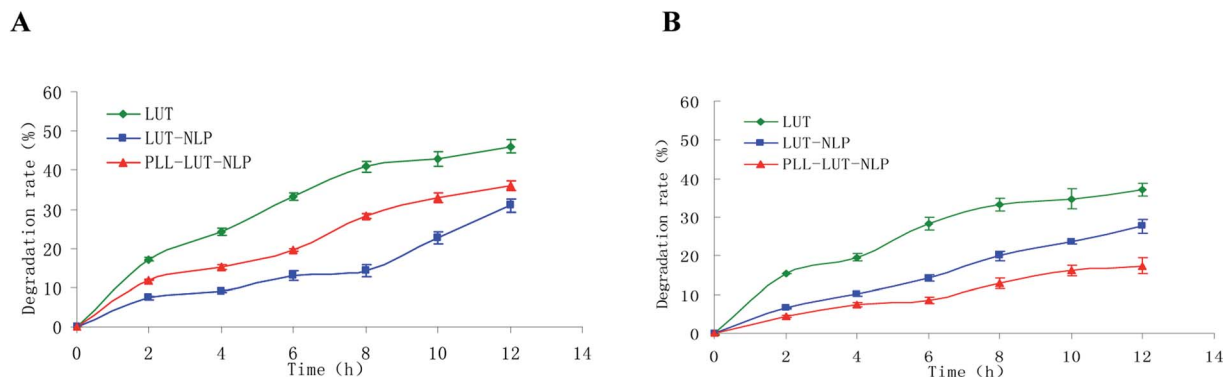 A
B
60
50
40
30
20
10
0
Degradation rate (%)
LUT
LUT-NLP
PLL-LUT-NLP
0 2 4 6 8 10 12 14
Time (h)
60
50
40
30
20
10
0
Degradation rate (%)
LUT
LUT-NLP
PLL-LUT-NLP
0 2 4 6 8 10 12 14
Time (h)